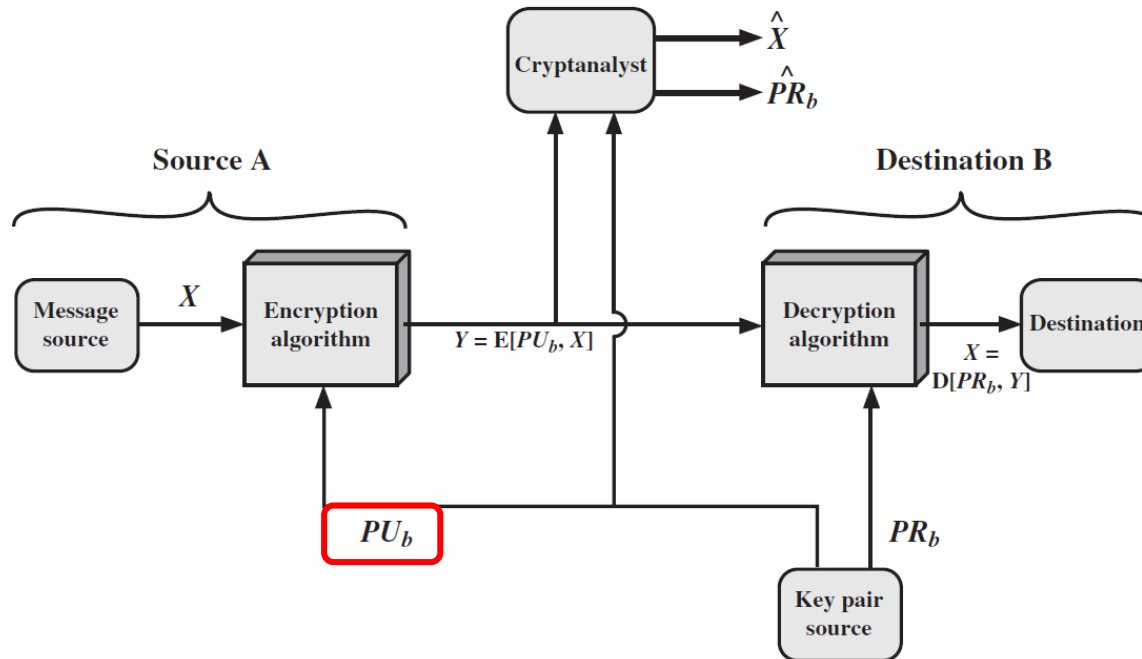 X̂
Cryptanalyst
P̂R_b
Source A
Destination B
Message
source
X
Encryption
algorithm
Y = E[PU_b, X]
Decryption
algorithm
X =
D[PR_b, Y]
Destination
PU_b
PR_b
Key pair
source